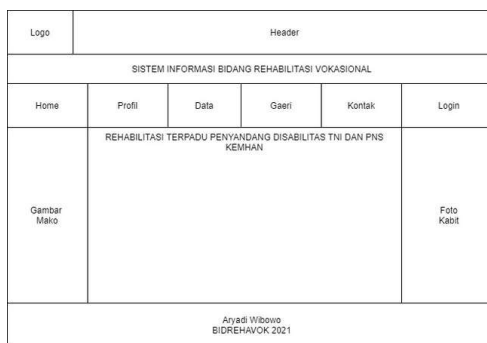 Logo
Header
SISTEM INFORMASI BIDANG REHABILITASI VOKASIONAL
Home
Profil
Data
Gaeri
Kontak
Login
REHABILITASI TERPADU PENYANDANG DISABILITAS TNI DAN PNS
KEMHAN
Gambar
Mako
Foto
Kabit
Aryadi Wibowo
BIDREHAVOK 2021